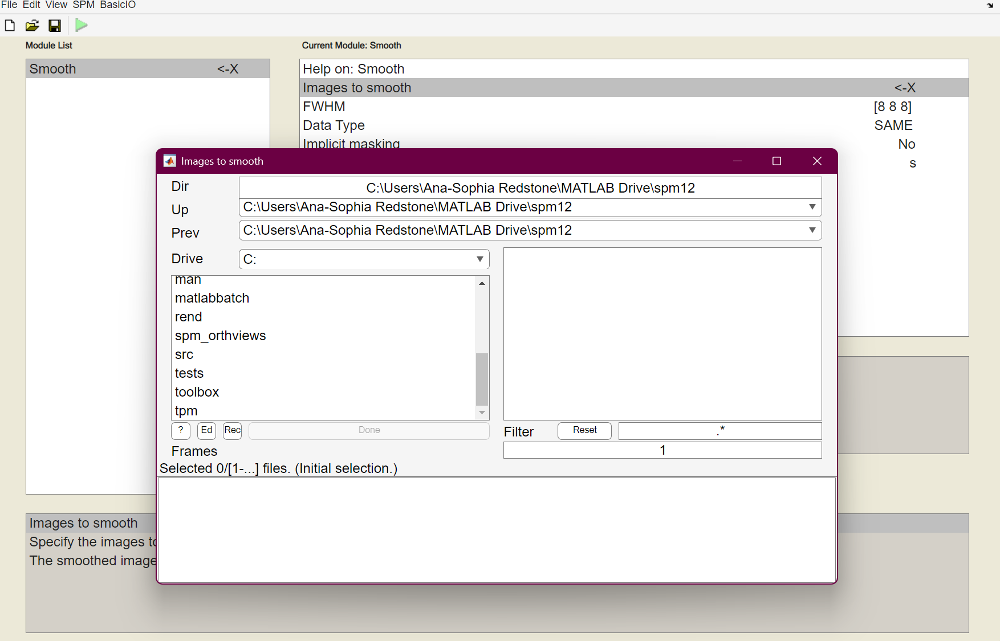 File Edit View SPM BasicIO
Module List
Current Module: Smooth
Smooth <-X
Help on: Smooth
Images to smooth <-X
FWHM [8 8 8]
Data Type SAME
Implicit masking No
s
Images to smooth
Dir C:\Users\Ana-Sophia Redstone\MATLAB Drive\spm12
Up C:\Users\Ana-Sophia Redstone\MATLAB Drive\spm12
Prev C:\Users\Ana-Sophia Redstone\MATLAB Drive\spm12
Drive C:
man
matlabbatch
rend
spm_orthviews
src
tests
toolbox
tpm
? Ed Rec Done
Filter Reset .*
Frames 1
Selected 0/[1-...] files. (Initial selection.)
Images to smooth
Specify the images to
The smoothed image